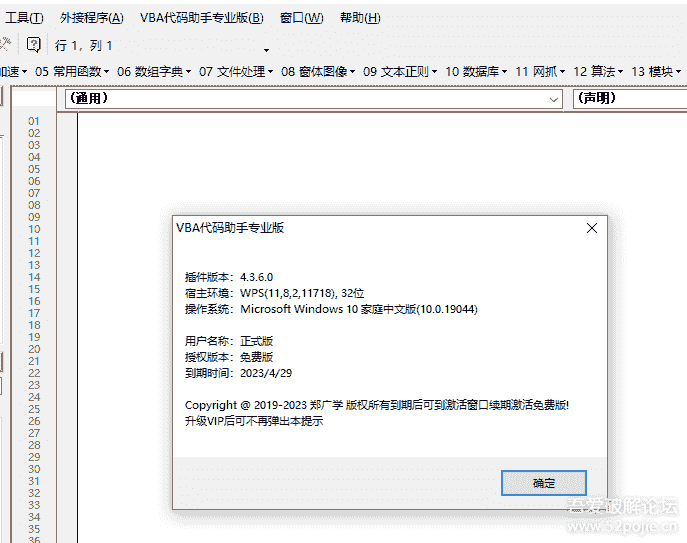 工具(T) 外接程序(A) VBA代码助手专业版(B) 窗口(W) 帮助(H)
行 1，列 1
加速 05 常用函数 06 数组字典 07 文件处理 08 窗体图像 09 文本正则 10 数据库 11 网抓 12 算法 13 模块
(通用) (声明)
01
02
03
04
05
06
07
08
09
10
11
12
13
14
15
16
17
18
19
20
21
22
23
24
25
26
27
28
29
30
31
32
33
34
35
36
VBA代码助手专业版
插件版本：4.3.6.0
宿主环境：WPS(11,8,2,11718), 32位
操作系统：Microsoft Windows 10 家庭中文版(10.0.19044)
用户名称：正式版
授权版本：免费版
到期时间：2023/4/29
Copyright @ 2019-2023 郑广学 版权所有到期后可到激活窗口续期激活免费版!
升级VIP后可不再弹出本提示
确定
吾爱破解论坛
www.52pojie.cn